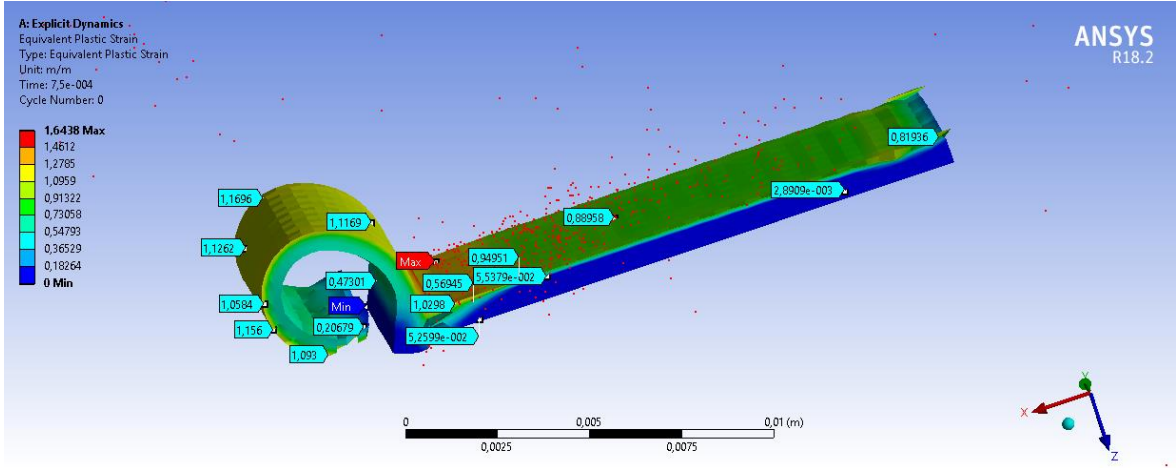 A: Explicit Dynamics
Equivalent Plastic Strain
Type: Equivalent Plastic Strain
Unit: m/m
Time: 7,5e-004
Cycle Number: 0
ANSYS
R18.2
1,6438 Max
1,4612
1,2785
1,0959
0,91322
0,73058
0,54793
0,36529
0,18264
0 Min
0,81936
2,8909e-003
1,1696
1,1169
0,88958
1,1262
0,94951
Max
5,5379e-002
0,47301
0,56945
1,0584
Min
1,0298
1,156
0,20679
5,2599e-002
1,093
0
0,005
0,01 (m)
0,0025
0,0075
X
Y
Z